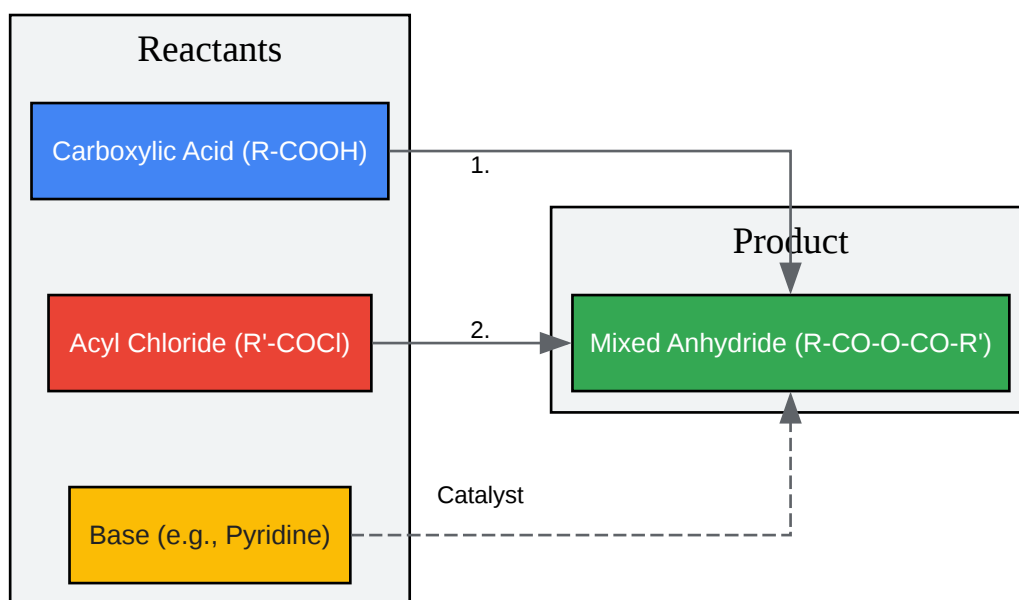 Reactants
Carboxylic Acid (R-COOH)
1.
Product
Acyl Chloride (R'-COCl)
2.
Mixed Anhydride (R-CO-O-CO-R')
Catalyst
Base (e.g., Pyridine)